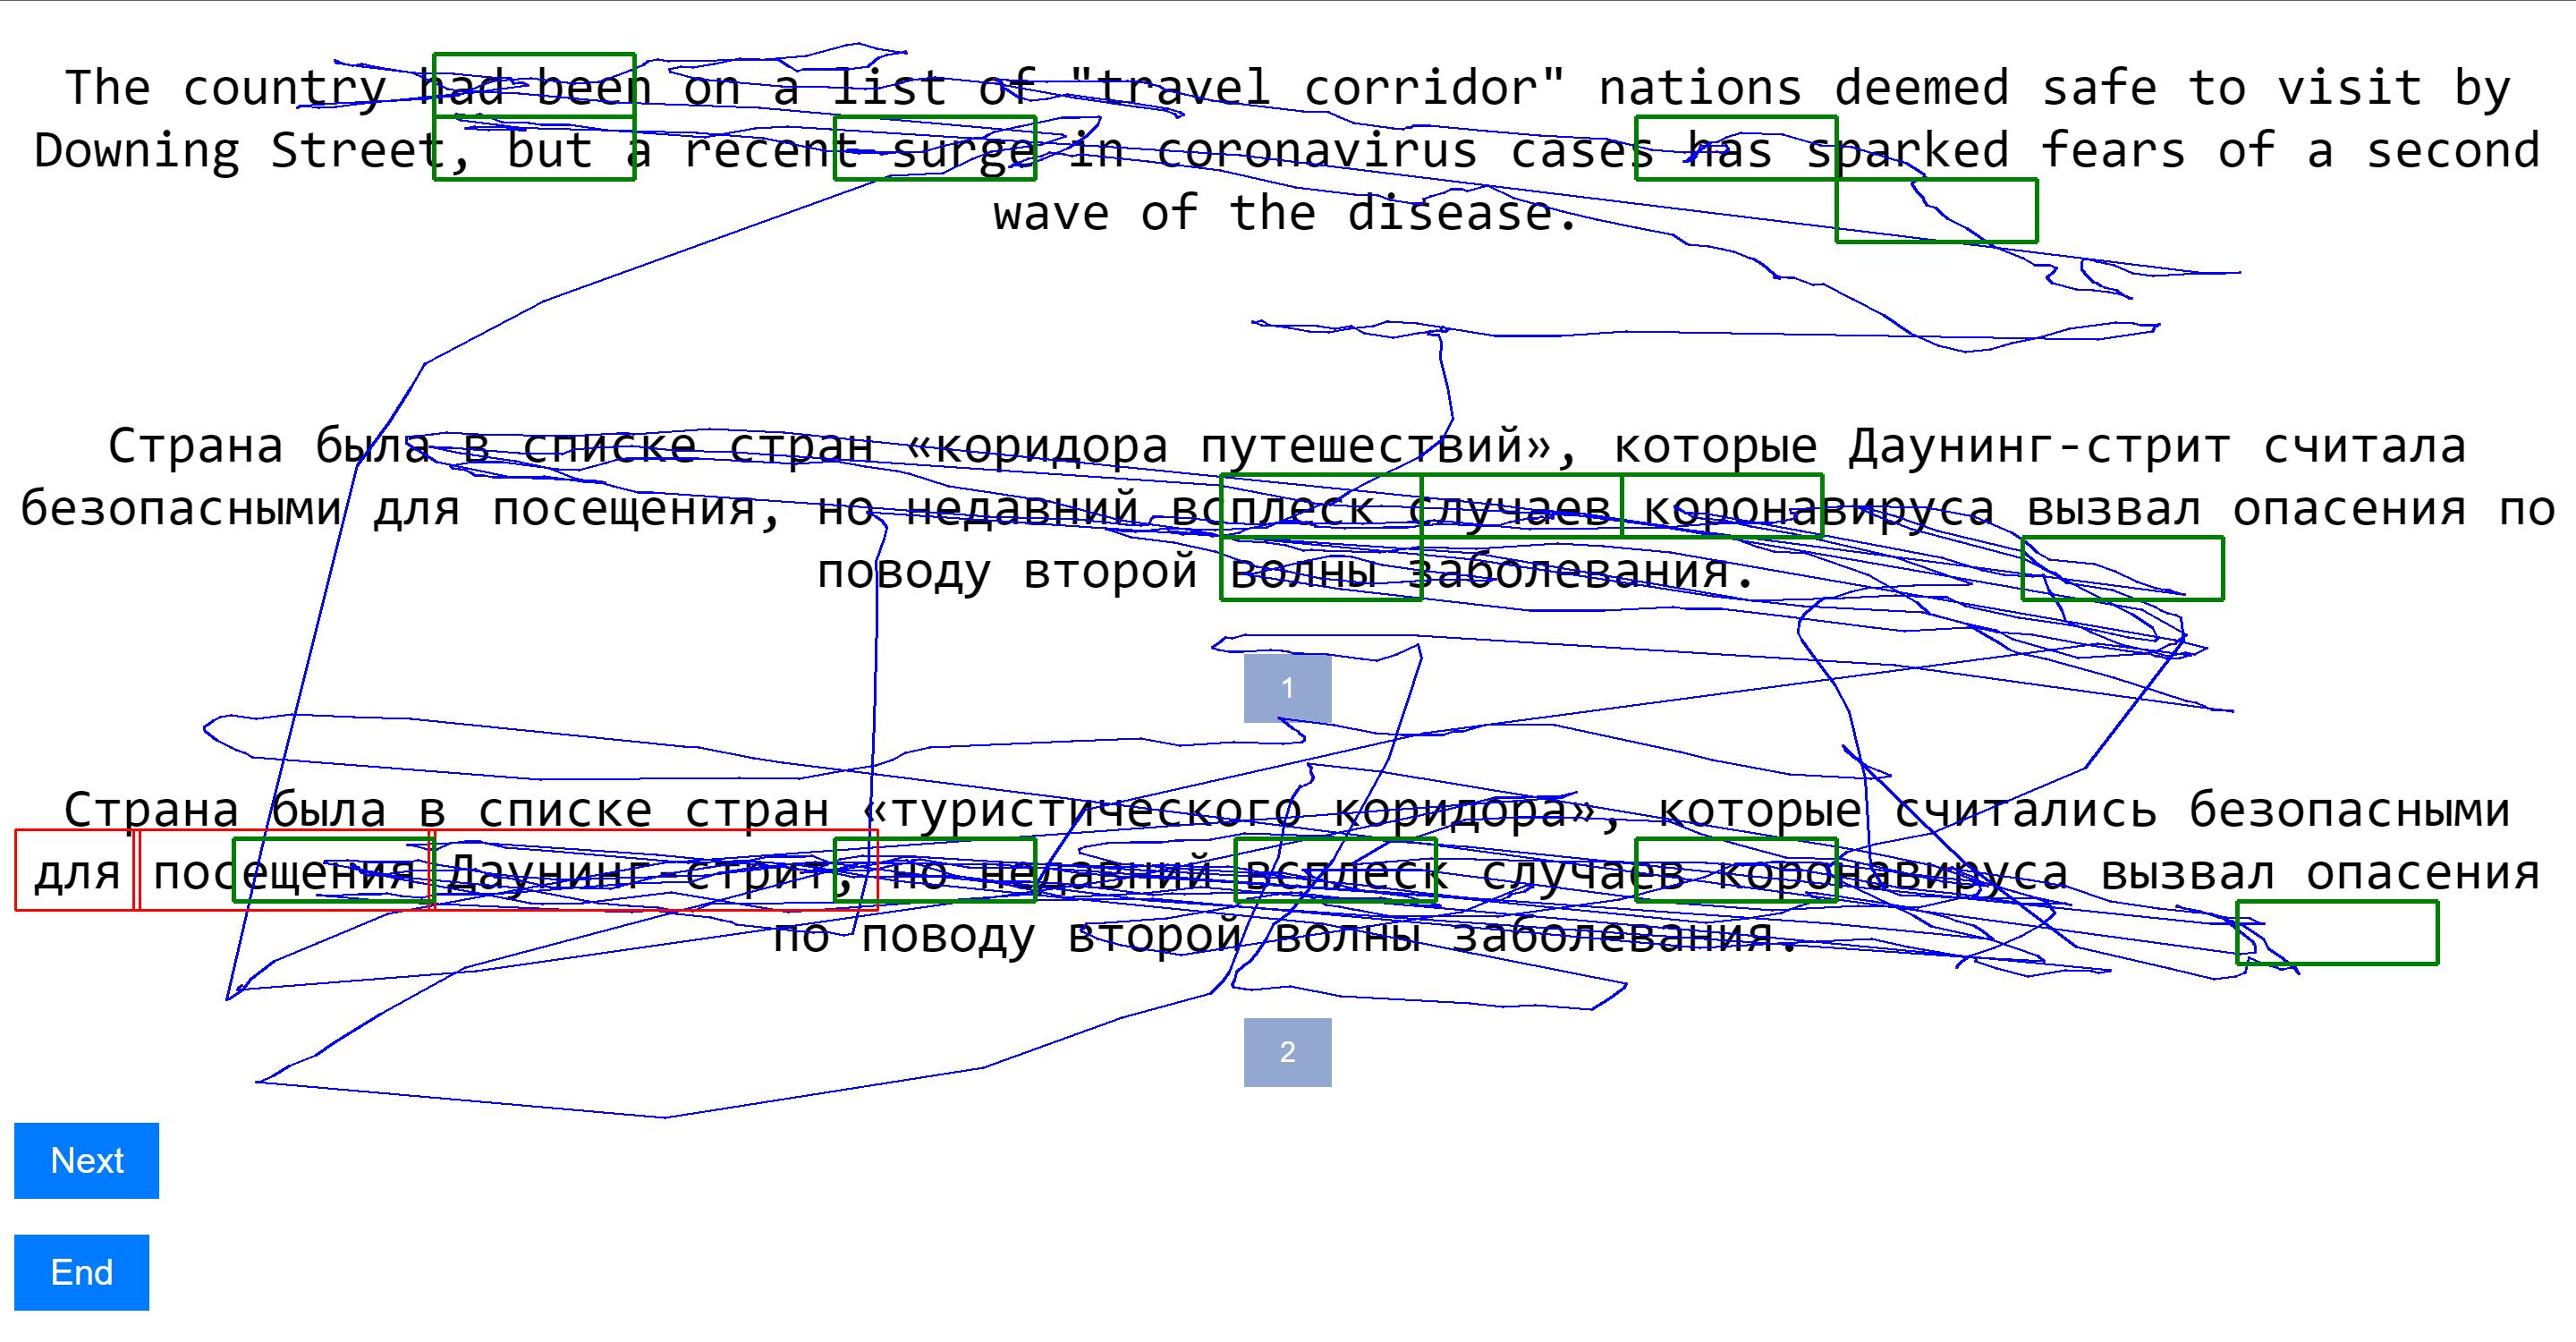 The country had been on a list of "travel corridor" nations deemed safe to visit by
Downing Street, but a recent surge in coronavirus cases has sparked fears of a second
wave of the disease.
Страна была в списке стран «коридора путешествий», которые Даунинг-стрит считала
безопасными для посещения, но недавний всплеск случаев коронавируса вызвал опасения по
поводу второй волны заболевания.
1
Страна была в списке стран «туристического коридора», которые считались безопасными
для посещения Даунинг-стрит, но недавний всплеск случаев коронавируса вызвал опасения
по поводу второй волны заболевания.
2
Next
End